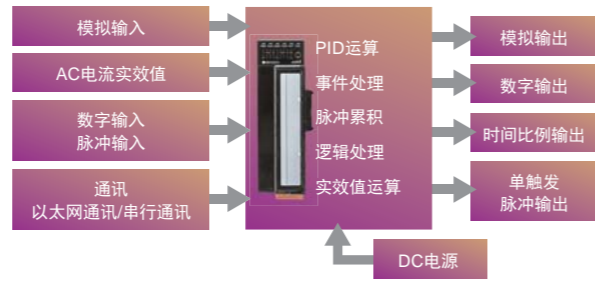 模拟输入
AC电流实效值
数字输入
脉冲输入
通讯
以太网通讯/串行通讯
PID运算
事件处理
脉冲累积
逻辑处理
实效值运算
模拟输出
数字输出
时间比例输出
单触发
脉冲输出
DC电源